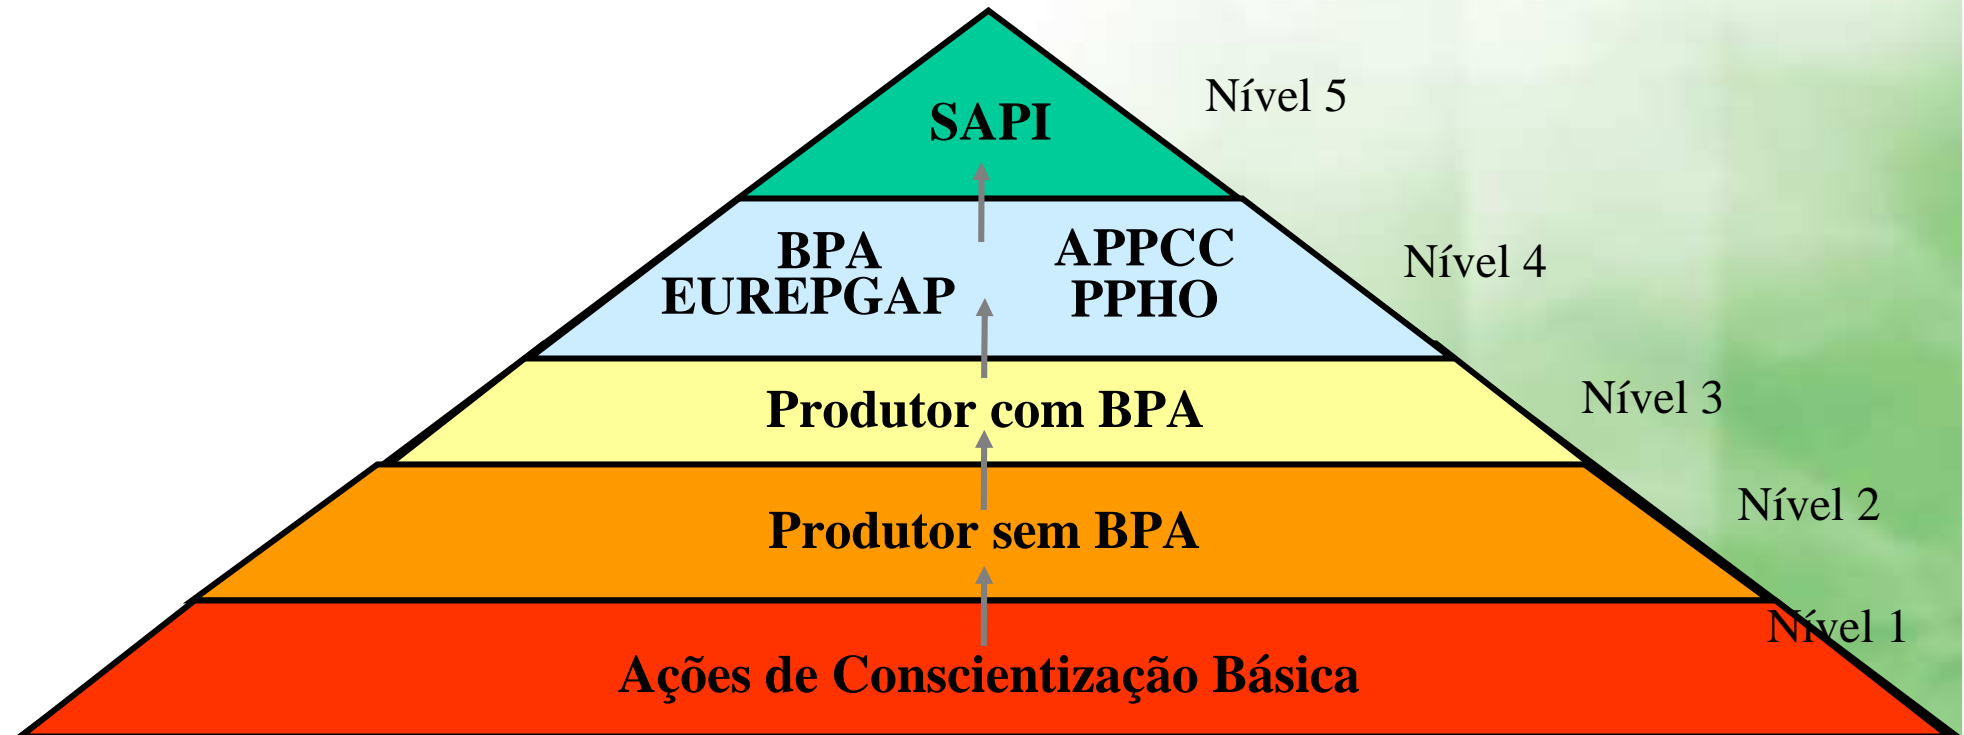 Nível 5
SAPI
BPA
EUREPGAP
APPCC
PPHO
Nível 4
Produtor com BPA
Nível 3
Produtor sem BPA
Nível 2
Ações de Conscientização Básica
Nível 1